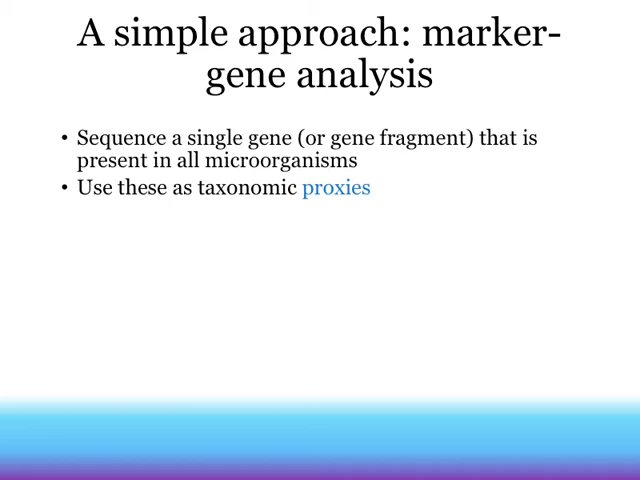 A simple approach: marker-
gene analysis
• Sequence a single gene (or gene fragment) that is
present in all microorganisms
• Use these as taxonomic proxies